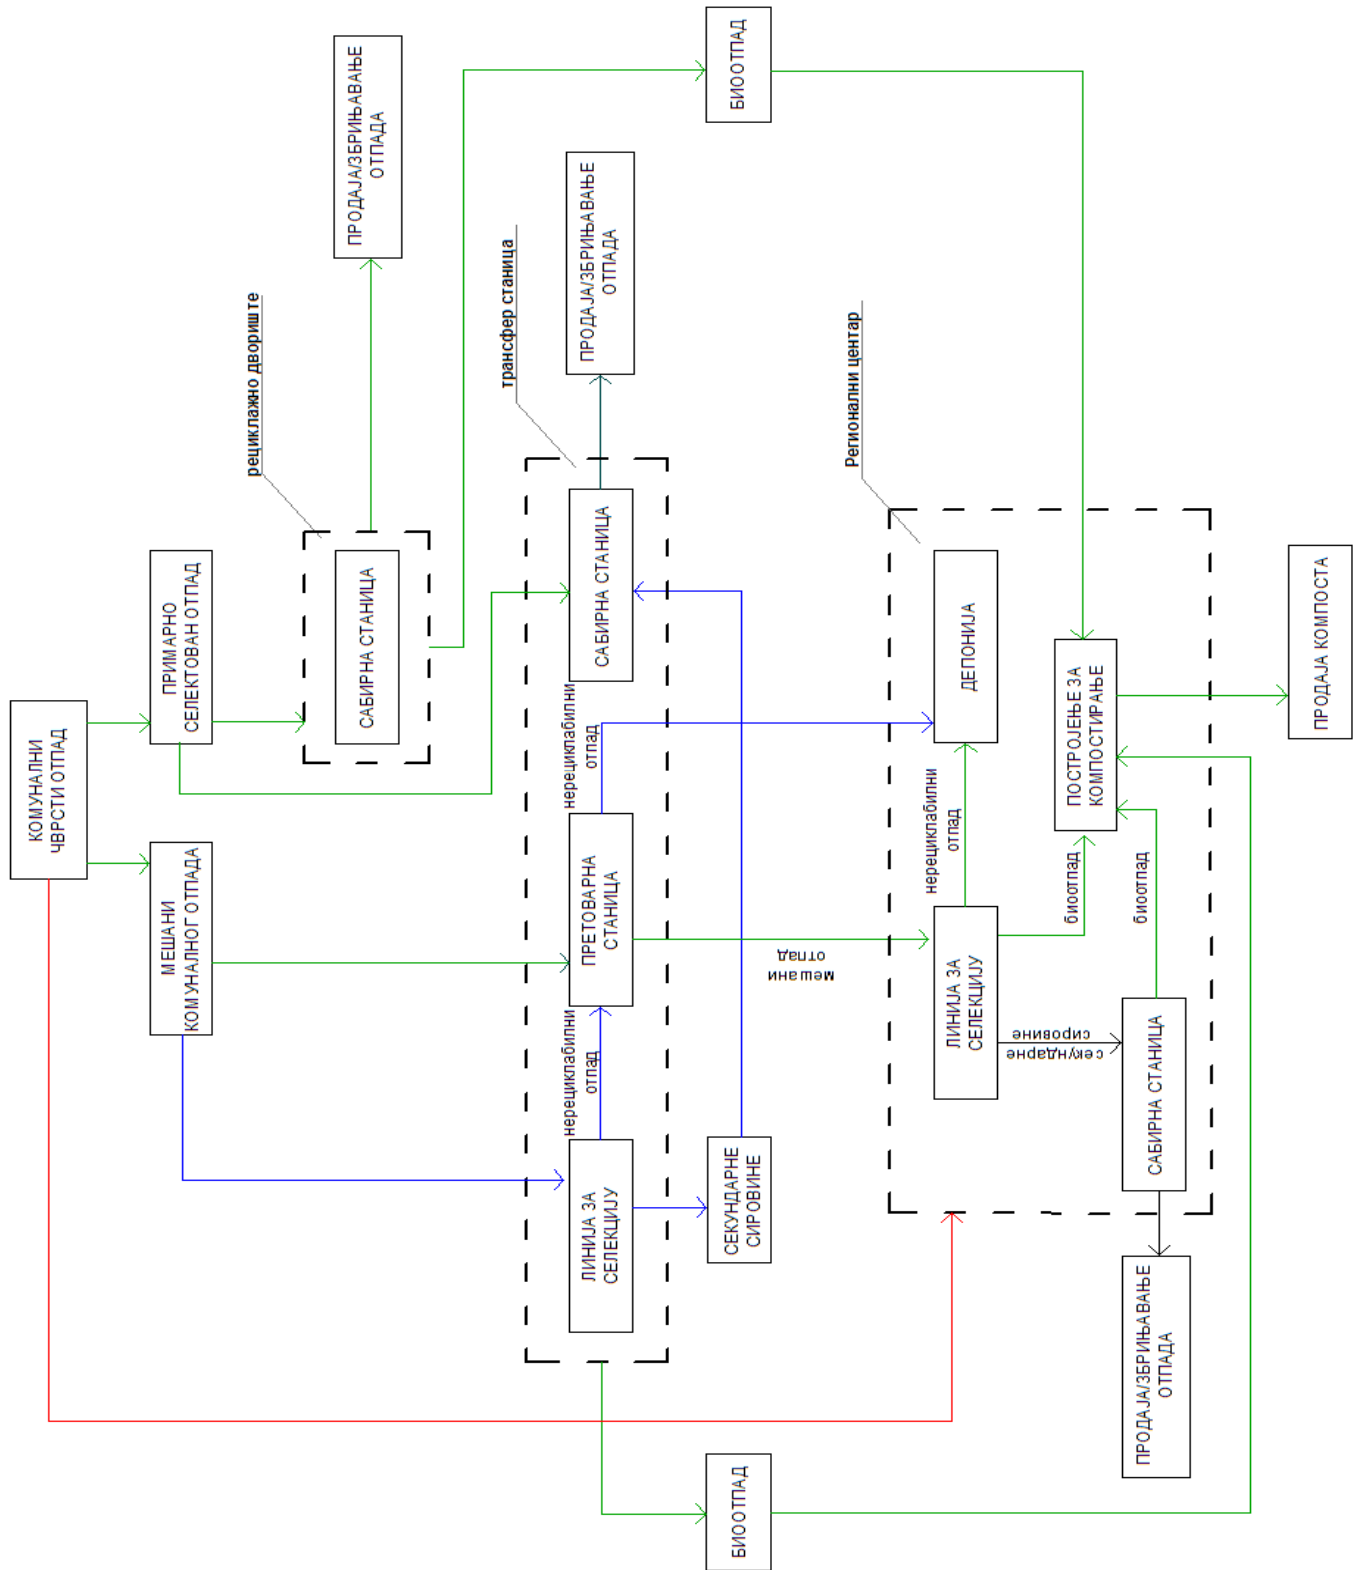 КОМУНАЛНИ
ЧВРСТИ ОТПАД
МЕШАНИ
КОМУНАЛНОГ ОТПАДА
ПРИМАРНО
СЕЛЕКТОВАН ОТПАД
рециклажно двориште
САБИРНА СТАНИЦА
ПРОДАЈА/ЗБРИЊАВАЊЕ
ОТПАДА
трансфер станица
ЛИНИЈА ЗА
СЕЛЕКЦИЈУ
нерециклабилни
отпад
ПРЕТОВАРНА
СТАНИЦА
нерециклабилни
отпад
САБИРНА СТАНИЦА
ПРОДАЈА/ЗБРИЊАВАЊЕ
ОТПАДА
БИООТПАД
СЕКУНДАРНЕ
СИРОВИНЕ
мешани
отпад
БИООТПАД
Регионални центар
ЛИНИЈА ЗА
СЕЛЕКЦИЈУ
нерециклабилни
отпад
ДЕПОНИЈА
секундарне
сировине
биоотпад
ПОСТРОЈЕЊЕ ЗА
КОМПОСТИРАЊЕ
биоотпад
САБИРНА СТАНИЦА
ПРОДАЈА/ЗБРИЊАВАЊЕ
ОТПАДА
ПРОДАЈА КОМПОСТА